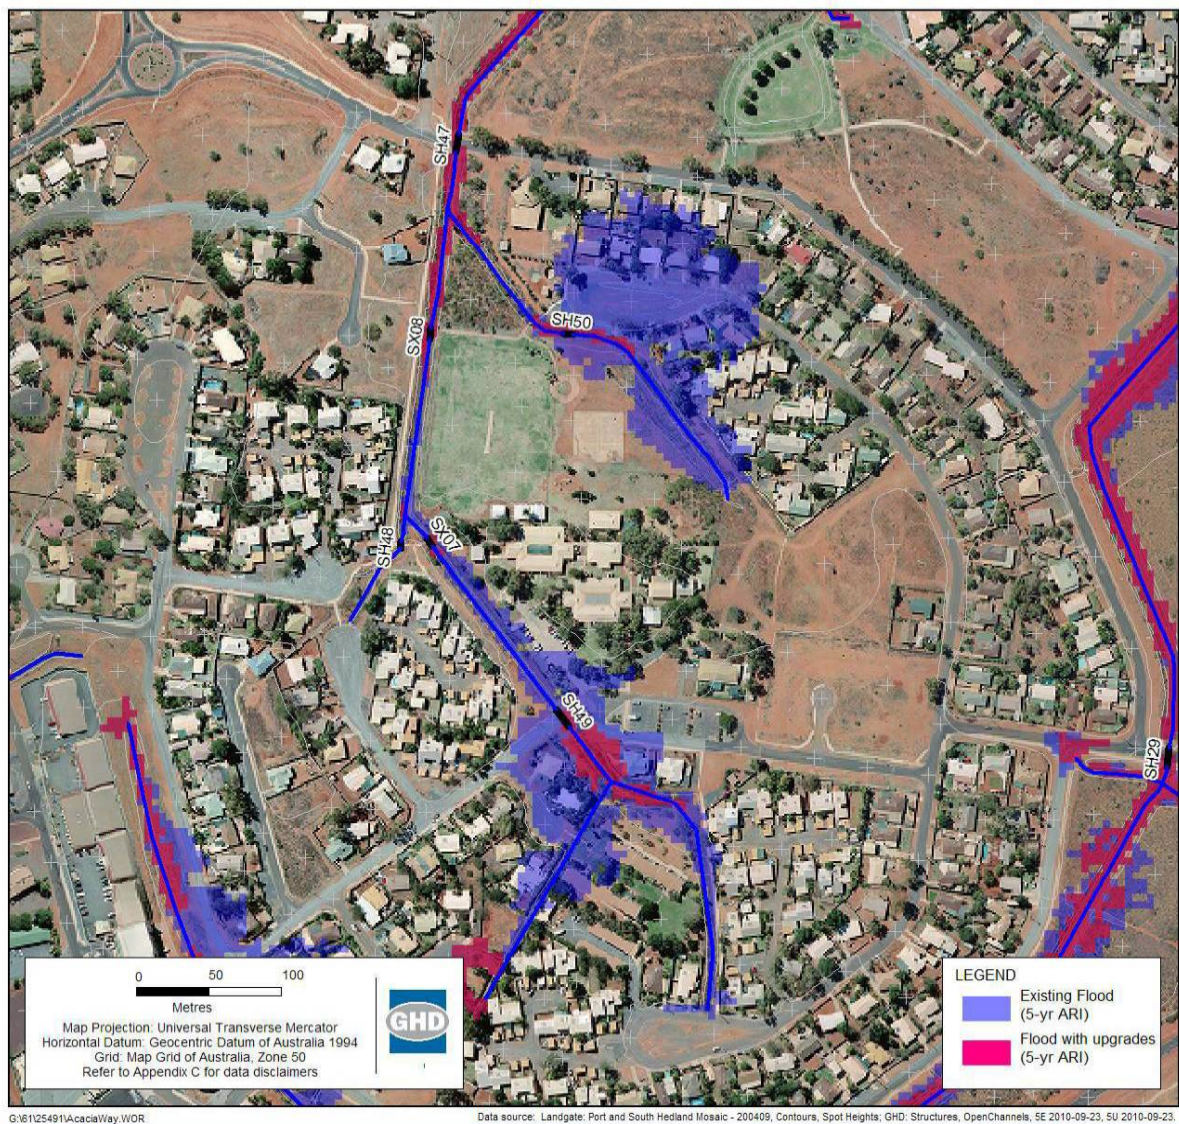 SH47
SX08
SH50
SX07
SH48
SH49
SH29
0 50 100
Metres
Map Projection: Universal Transverse Mercator
Horizontal Datum: Geocentric Datum of Australia 1994
Grid: Map Grid of Australia, Zone 50
Refer to Appendix C for data disclaimers
GHD
LEGEND
Existing Flood
(5-yr ARI)
Flood with upgrades
(5-yr ARI)
G:\61\25491\AcaciaWay.WOR
Data source: Landgate: Port and South Hedland Mosaic - 200409, Contours, Spot Heights; GHD: Structures, OpenChannels, 5E 2010-09-23, 5U 2010-09-23.